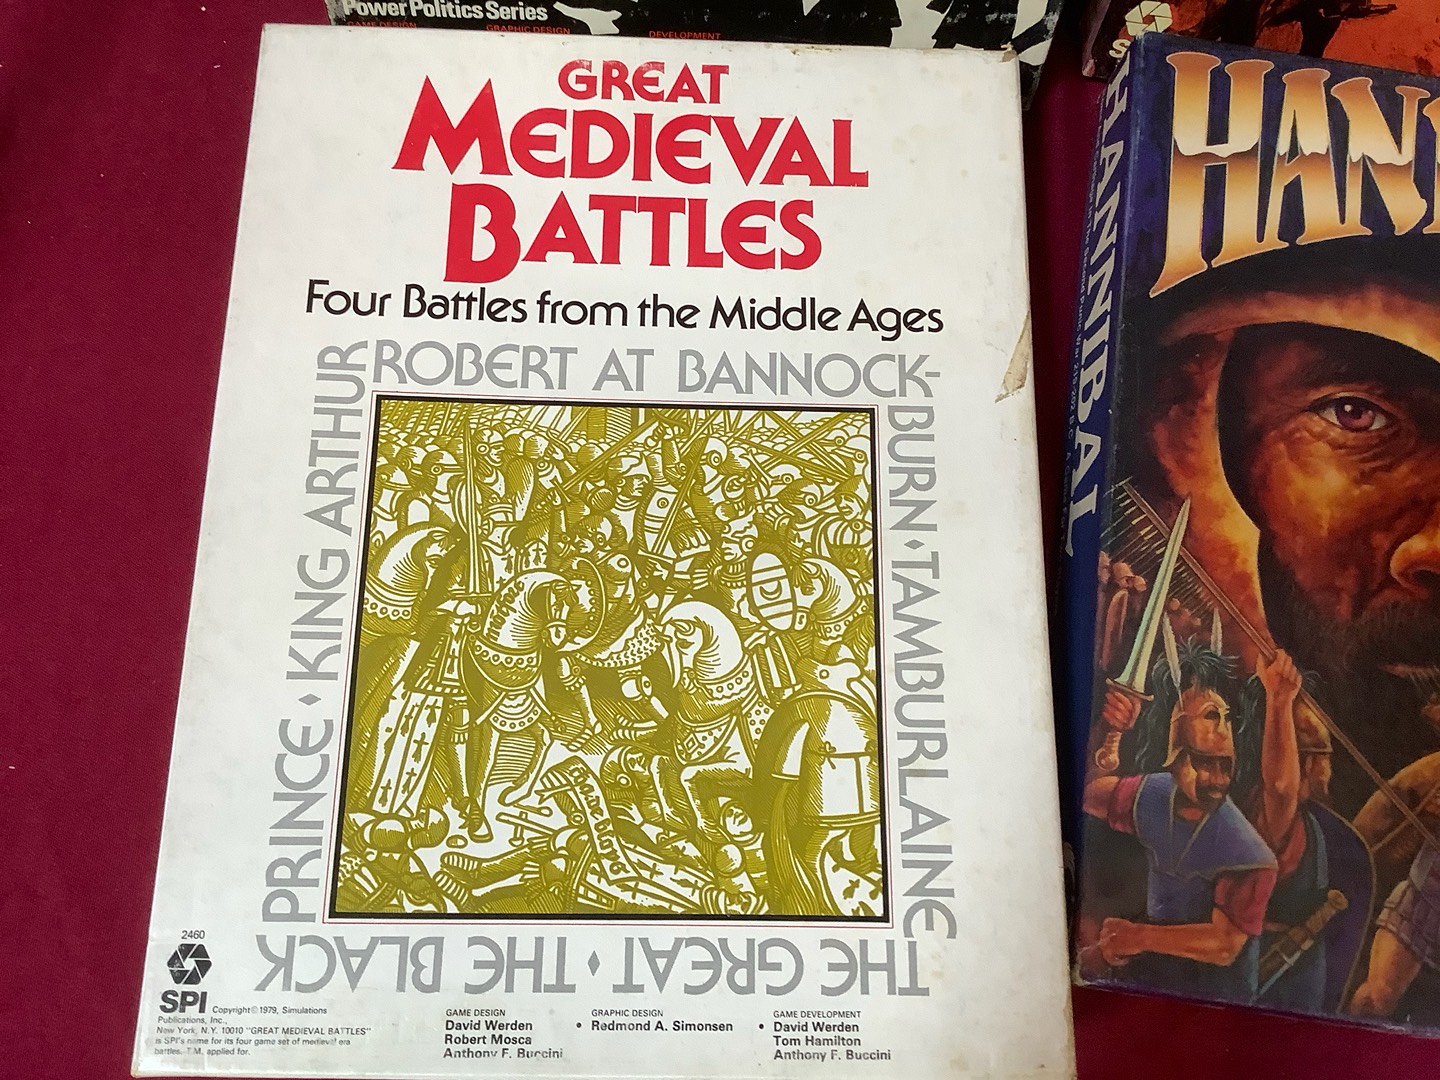 Power Politics Series
GAME DESIGN
GRAPHIC DESIGN
DEVELOPMENT
GREAT
MEDIEVAL
BATTLES
Four Battles from the Middle Ages
ROBERT AT BANNOCK-
BURN · TAMBURLAINE
THE GREAT · THE BLACK
PRINCE · KING ARTHUR
2460
SPI
Copyright © 1979, Simulations
Publications, Inc.,
New York, N.Y. 10010 "GREAT MEDIEVAL BATTLES"
is SPI's name for its four game set of medieval era
battles. T.M. applied for.
GAME DESIGN
David Werden
Robert Mosca
Anthony F. Buccini
GRAPHIC DESIGN
• Redmond A. Simonsen
GAME DEVELOPMENT
• David Werden
Tom Hamilton
Anthony F. Buccini
S
HANNIBAL
HANN